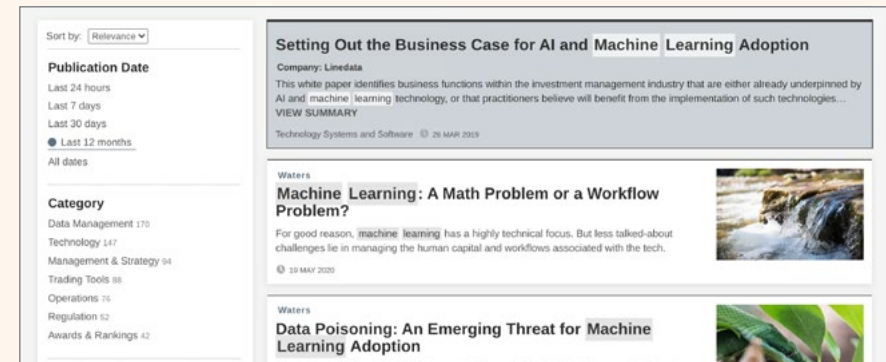 Sort by: Relevance
Publication Date
Last 24 hours
Last 7 days
Last 30 days
Last 12 months
All dates
Category
Data Management 170
Technology 147
Management & Strategy 94
Trading Tools 88
Operations 76
Regulation 52
Awards & Rankings 42
Setting Out the Business Case for AI and Machine Learning Adoption
Company: Linedata
This white paper identifies business functions within the investment management industry that are either already underpinned by
AI and machine learning technology, or that practitioners believe will benefit from the implementation of such technologies…
VIEW SUMMARY
Technology Systems and Software 26 MAR 2019
Waters
Machine Learning: A Math Problem or a Workflow
Problem?
For good reason, machine learning has a highly technical focus. But less talked-about
challenges lie in managing the human capital and workflows associated with the tech.
19 MAY 2020
Waters
Data Poisoning: An Emerging Threat for Machine
Learning Adoption